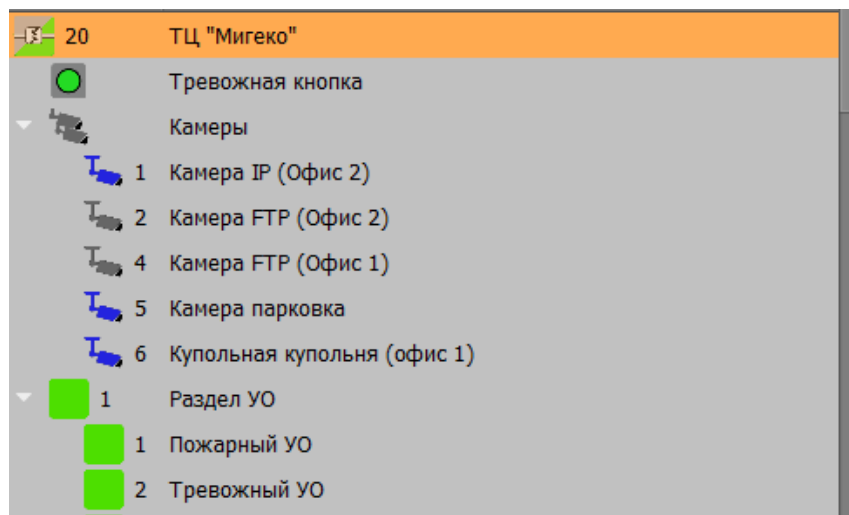 20 ТЦ "Мигеко"
Тревожная кнопка
Камеры
1 Камера IP (Офис 2)
2 Камера FTP (Офис 2)
4 Камера FTP (Офис 1)
5 Камера парковка
6 Купольная купольня (офис 1)
1 Раздел УО
1 Пожарный УО
2 Тревожный УО